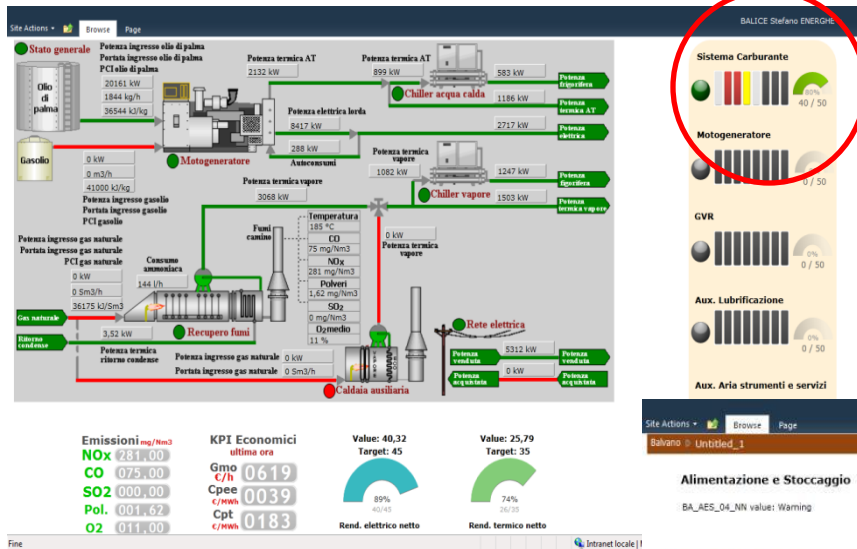 Site Actions Browse Page
BALICE Stefano ENERGHE
Stato generale
Potenza ingresso olio di palma
Portata ingresso olio di palma
PCI olio di palma
20161 kW
1844 kg/h
36544 kJ/kg
Olio
di
palma
Gasolio
0 kW
0 m3/h
41000 kJ/kg
Potenza ingresso gasolio
Portata ingresso gasolio
PCI gasolio
Motogeneratore
Potenza termica AT
2132 kW
Potenza termica AT
899 kW
Chiller acqua calda
583 kW
Potenza
frigorifera
1186 kW
Potenza
termica AT
Potenza elettrica lorda
8417 kW
288 kW
Autoconsumi
2717 kW
Potenza
elettrica
Potenza termica
vapore
1082 kW
Chiller vapore
1247 kW
Potenza
figorifera
1503 kW
Potenza
termica vapore
Potenza termica vapore
3068 kW
0 kW
Potenza termica
vapore
Fumi
camino
Temperatura
185 °C
CO
75 mg/Nm3
NOx
281 mg/Nm3
Polveri
1,62 mg/Nm3
SO2
0 mg/Nm3
O2medio
11 %
Potenza ingresso gas naturale
Portata ingresso gas naturale
PCI gas naturale
0 kW
0 Sm3/h
36175 kJ/Sm3
Consumo
ammoniaca
144 l/h
Gas naturale
Ritorno
condense
3,52 kW
Potenza termica
ritorno condense
Recupero fumi
Potenza ingresso gas naturale 0 kW
Portata ingresso gas naturale 0 Sm3/h
Caldaia ausiliaria
Rete elettrica
Potenza
venduta
5312 kW
Potenza
venduta
Potenza
acquistata
0 kW
Potenza
acquistata
Sistema Carburante
80%
40 / 50
Motogeneratore
0 / 50
GVR
0%
0 / 50
Aux. Lubrificazione
0%
0 / 50
Aux. Aria strumenti e servizi
Emissioni mg/Nm3
NOx 281,00
CO 075,00
SO2 000,00
Pol. 001,62
O2 011,00
KPI Economici
ultima ora
Gmo
€/h 0619
Cpee
€/MWh 0039
Cpt
€/MWh 0183
Value: 40,32
Target: 45
89%
40/45
Rend. elettrico netto
Value: 25,79
Target: 35
74%
26/35
Rend. termico netto
Fine
Intranet locale
Site Actions Browse Page
Balvano Untitled_1
Alimentazione e Stoccaggio
BA_AES_04_NN value: Warning